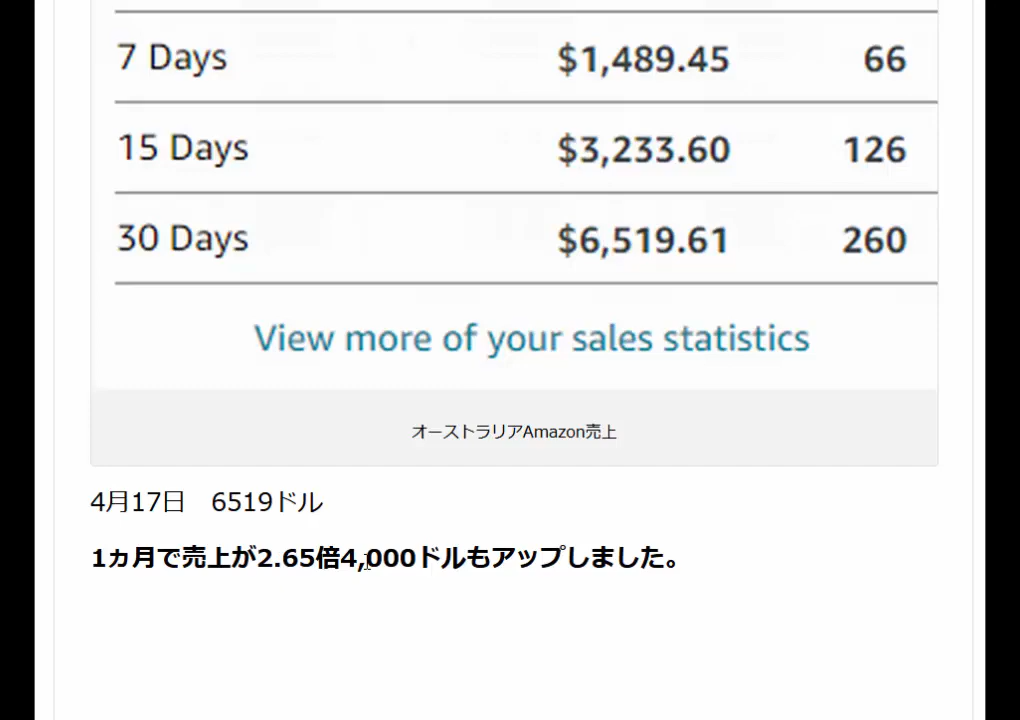 7 Days $1,489.45 66
15 Days $3,233.60 126
30 Days $6,519.61 260
View more of your sales statistics
オーストラリアAmazon売上
4月17日　6519ドル
1ヵ月で売上が2.65倍4,000ドルもアップしました。